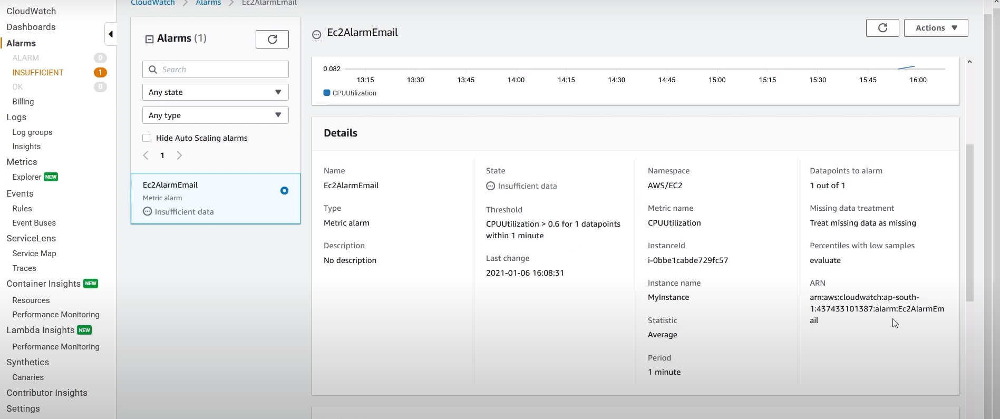 CloudWatch
Dashboards
Alarms
ALARM 0
INSUFFICIENT 1
OK 0
Billing
Logs
Log groups
Insights
Metrics
Explorer NEW
Events
Rules
Event Buses
ServiceLens
Service Map
Traces
Container Insights NEW
Resources
Performance Monitoring
Lambda Insights NEW
Performance Monitoring
Synthetics
Canaries
Contributor Insights
Settings
CloudWatch > Alarms > Ec2AlarmEmail
Alarms (1)
Search
Any state
Any type
Hide Auto Scaling alarms
1
Ec2AlarmEmail
Metric alarm
Insufficient data
Ec2AlarmEmail
Actions
0.082
13:15 13:30 13:45 14:00 14:15 14:30 14:45 15:00 15:15 15:30 15:45 16:00
CPUUtilization
Details
Name
Ec2AlarmEmail
Type
Metric alarm
Description
No description
State
Insufficient data
Threshold
CPUUtilization > 0.6 for 1 datapoints
within 1 minute
Last change
2021-01-06 16:08:31
Namespace
AWS/EC2
Metric name
CPUUtilization
InstanceId
i-0bbe1cabde729fc57
Instance name
MyInstance
Statistic
Average
Period
1 minute
Datapoints to alarm
1 out of 1
Missing data treatment
Treat missing data as missing
Percentiles with low samples
evaluate
ARN
arn:aws:cloudwatch:ap-south-
1:437433101387:alarm:Ec2AlarmEm
ail